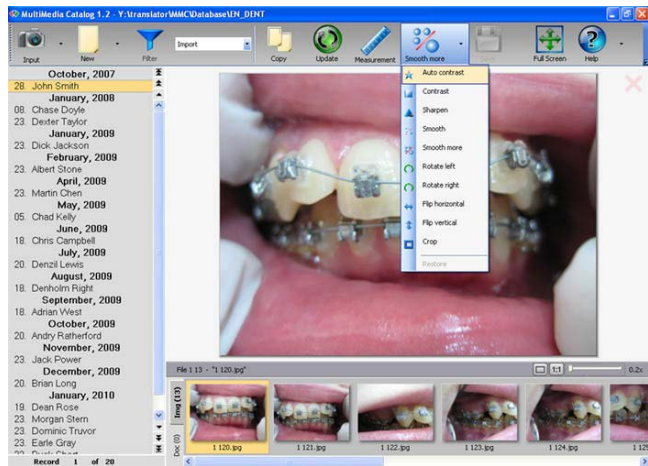 MultiMedia Catalog 1.2 - Y:\translator\MMC\Database\EN_DENT
Input
New
Filter
Import
Copy
Update
Measurement
Smooth more
Save
Full Screen
Help
October, 2007
28. John Smith
January, 2008
08. Chase Doyle
23. Dexter Taylor
January, 2009
23. Dick Jackson
February, 2009
23. Albert Stone
April, 2009
23. Martin Chen
May, 2009
05. Chad Kelly
June, 2009
18. Chris Campbell
July, 2009
20. Denzil Lewis
August, 2009
18. Denholm Right
September, 2009
18. Adrian West
October, 2009
20. Andry Ratherford
November, 2009
23. Jack Power
December, 2009
20. Brian Long
January, 2010
19. Dean Rose
23. Morgan Stern
23. Dominic Truvor
23. Earle Gray
Record 1 of 20
Auto contrast
Contrast
Sharpen
Smooth
Smooth more
Rotate left
Rotate right
Flip horizontal
Flip vertical
Crop
Restore
File 1 13 - "1 120.jpg"
1:1
0.2x
Img (13)
Doc (0)
1 120.jpg
1 121.jpg
1 122.jpg
1 123.jpg
1 124.jpg
1 125